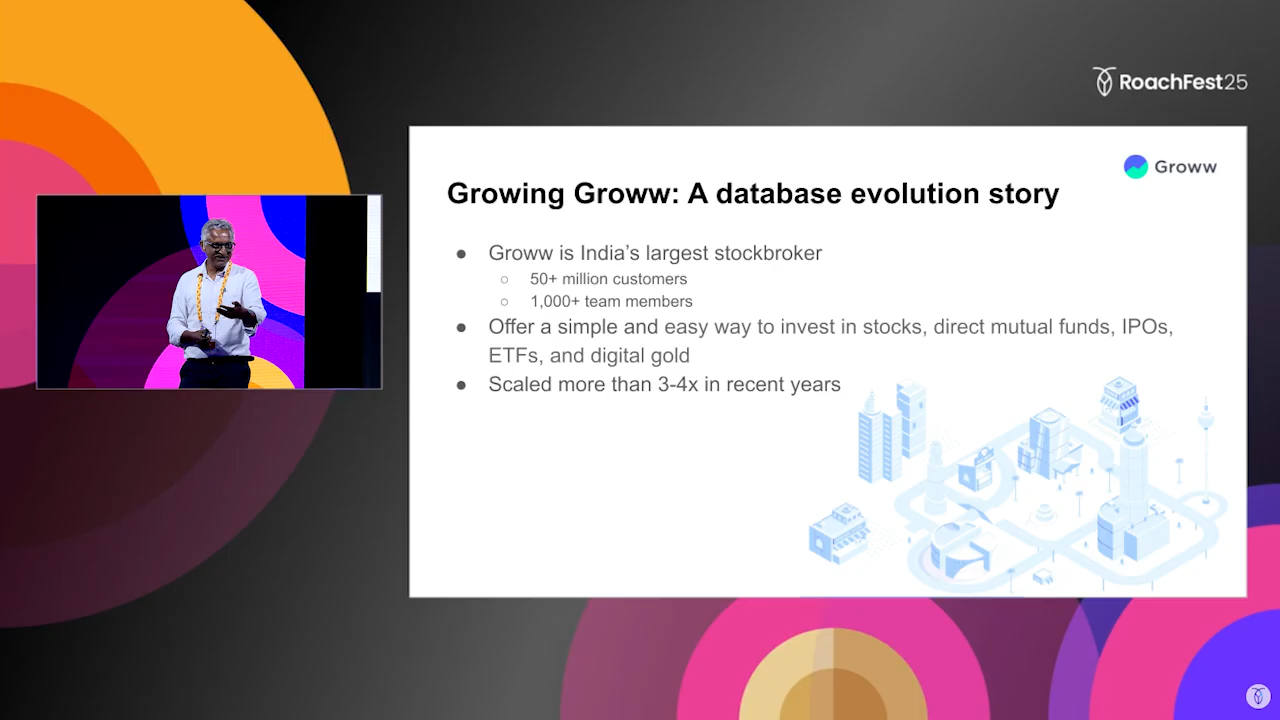 RoachFest25
Groww
Growing Groww: A database evolution story
● Groww is India’s largest stockbroker
○ 50+ million customers
○ 1,000+ team members
● Offer a simple and easy way to invest in stocks, direct mutual funds, IPOs,
ETFs, and digital gold
● Scaled more than 3-4x in recent years